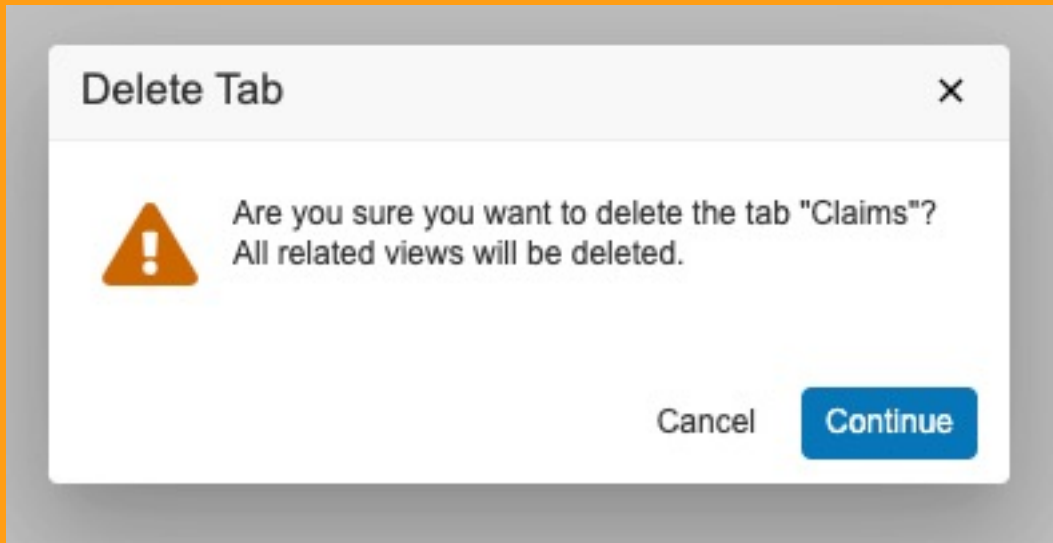 Delete Tab
Are you sure you want to delete the tab "Claims"?
All related views will be deleted.
Cancel Continue